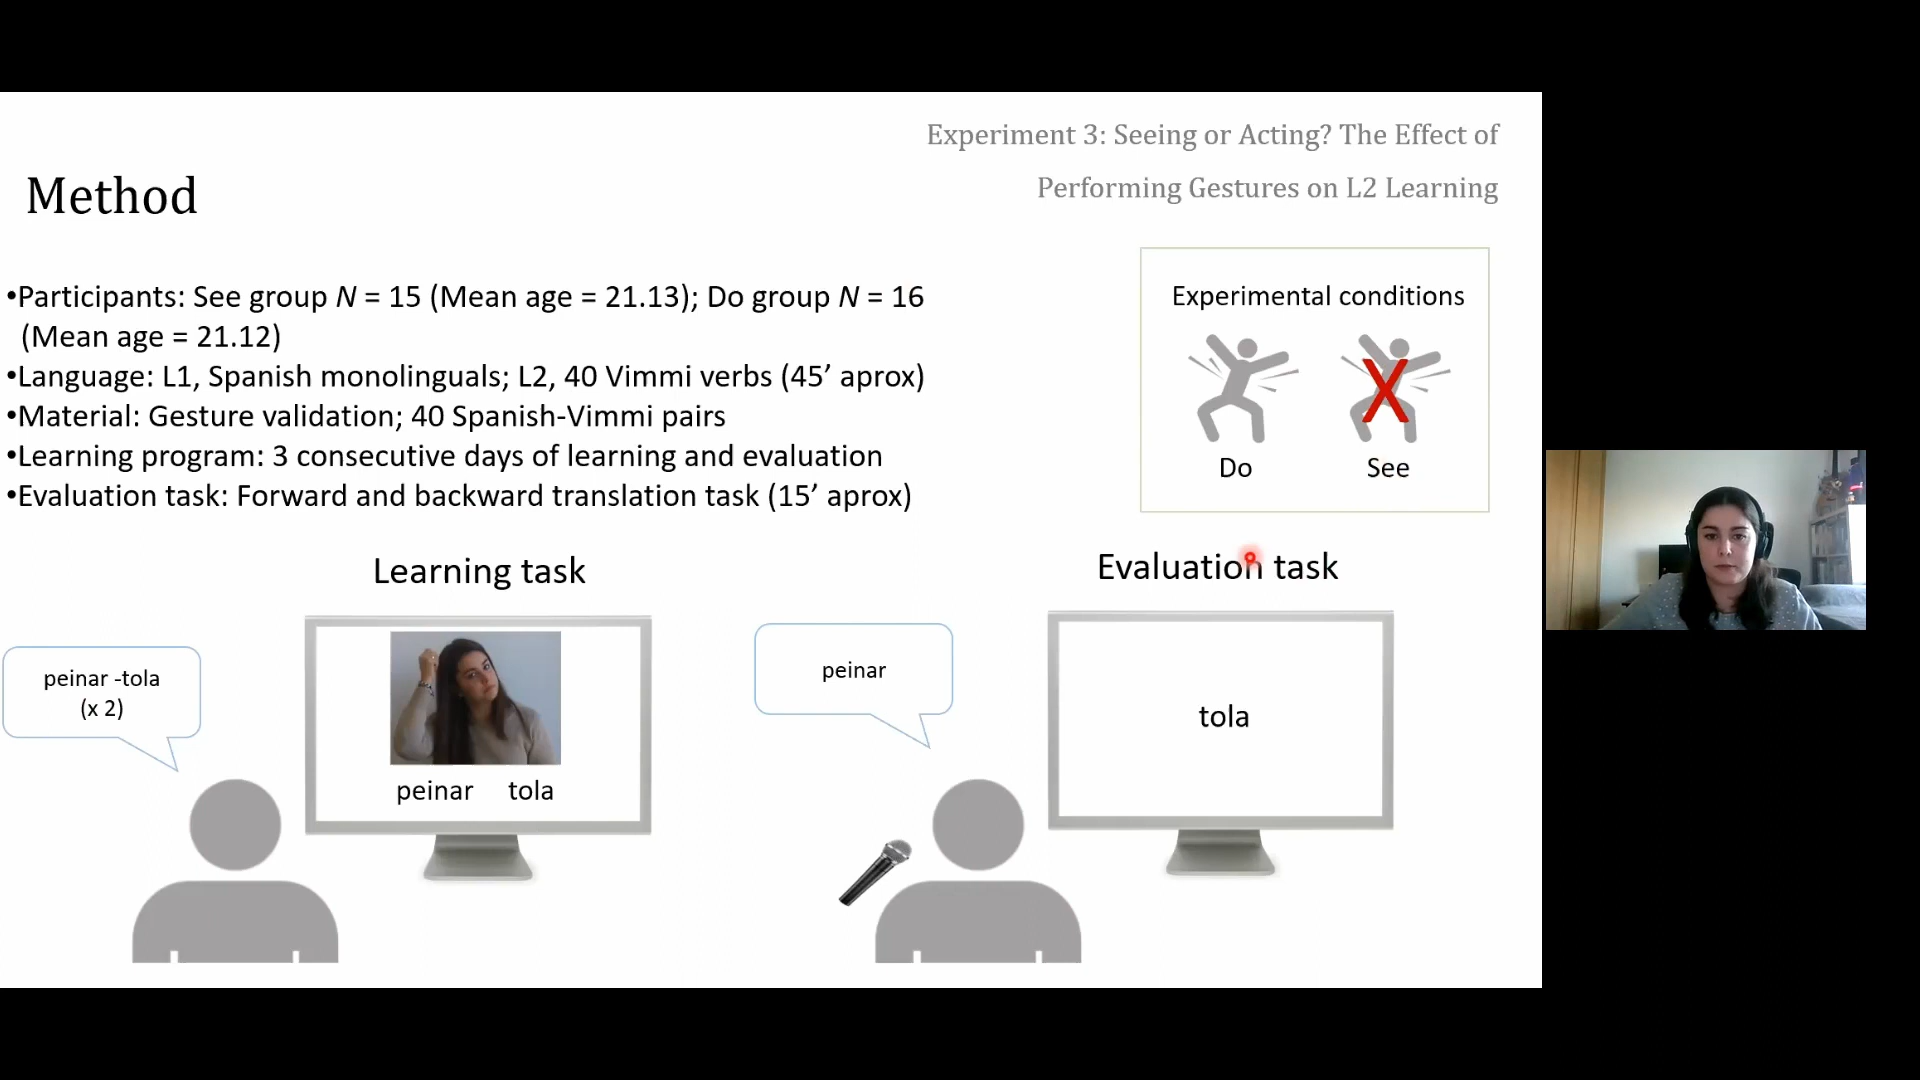 Experiment 3: Seeing or Acting? The Effect of
Performing Gestures on L2 Learning
Method
•Participants: See group N = 15 (Mean age = 21.13); Do group N = 16
(Mean age = 21.12)
•Language: L1, Spanish monolinguals; L2, 40 Vimmi verbs (45’ aprox)
•Material: Gesture validation; 40 Spanish-Vimmi pairs
•Learning program: 3 consecutive days of learning and evaluation
•Evaluation task: Forward and backward translation task (15’ aprox)
Experimental conditions
Do
See
X
Learning task
peinar -tola
(x 2)
peinar tola
Evaluation task
peinar
tola